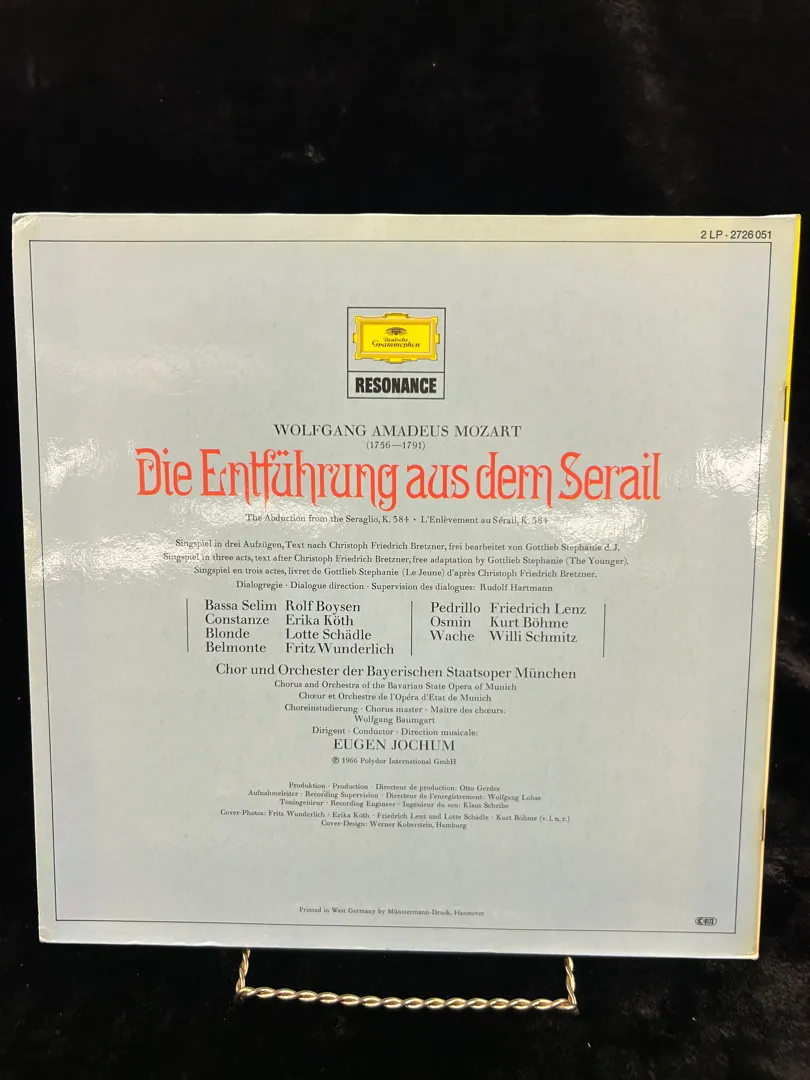 2 LP · 2726 051
Deutsche
Grammophon
RESONANCE
WOLFGANG AMADEUS MOZART
(1756—1791)
Die Entführung aus dem Serail
The Abduction from the Seraglio, K. 384 · L'Enlèvement au Sérail, K. 384
Singspiel in drei Aufzügen, Text nach Christoph Friedrich Bretzner, frei bearbeitet von Gottlieb Stephanie d. J.
Singspiel in three acts, text after Christoph Friedrich Bretzner, free adaptation by Gottlieb Stephanie (The Younger).
Singspiel en trois actes, livret de Gottlieb Stephanie (Le Jeune) d'après Christoph Friedrich Bretzner.
Dialogregie · Dialogue direction · Supervision des dialogues: Rudolf Hartmann
Bassa Selim Rolf Boysen
Constanze Erika Köth
Blonde Lotte Schädle
Belmonte Fritz Wunderlich
Pedrillo Friedrich Lenz
Osmin Kurt Böhme
Wache Willi Schmitz
Chor und Orchester der Bayerischen Staatsoper München
Chorus and Orchestra of the Bavarian State Opera of Munich
Chœur et Orchestre de l'Opéra d'Etat de Munich
Choreinstudierung · Chorus master · Maître des chœurs:
Wolfgang Baumgart
Dirigent · Conductor · Direction musicale:
EUGEN JOCHUM
℗ 1966 Polydor International GmbH
Produktion · Production · Directeur de production: Otto Gerdes
Aufnahmeleiter · Recording Supervision · Directeur de l'enregistrement: Wolfgang Lohse
Toningenieur · Recording Engineer · Ingénieur du son: Klaus Scheibe
Cover-Photos: Fritz Wunderlich · Erika Köth · Friedrich Lenz und Lotte Schädle · Kurt Böhme (v. l. n. r.)
Cover-Design: Werner Koberstein, Hamburg
Printed in West Germany by Münstermann-Druck, Hannover